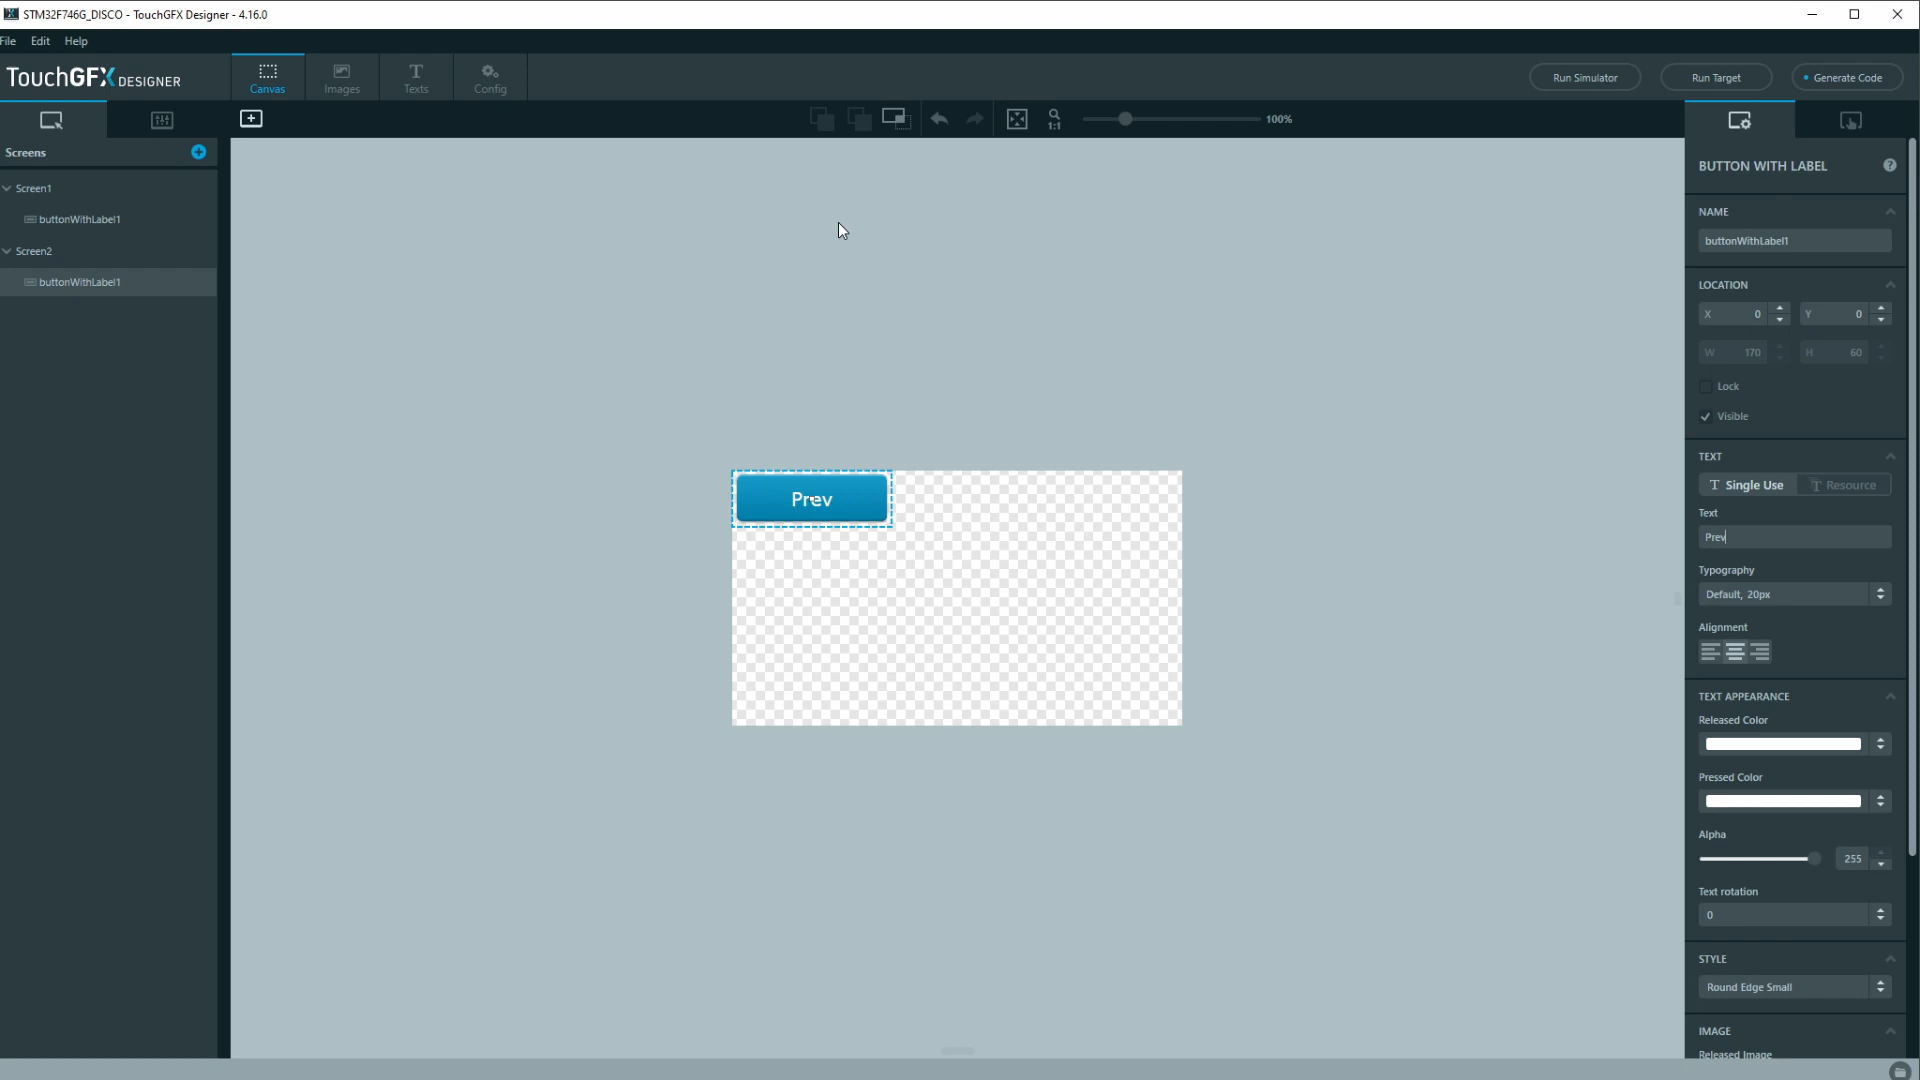 STM32F746G_DISCO - TouchGFX Designer - 4.16.0
File Edit Help
TouchGFX DESIGNER
Canvas Images Texts Config
Run Simulator Run Target Generate Code
1:1 100%
Screens
Screen1
buttonWithLabel1
Screen2
buttonWithLabel1
Prev
BUTTON WITH LABEL ?
NAME
buttonWithLabel1
LOCATION
X 0 Y 0
W 170 H 60
Lock
Visible
TEXT
T Single Use T Resource
Text
Prev
Typography
Default, 20px
Alignment
TEXT APPEARANCE
Released Color
Pressed Color
Alpha
255
Text rotation
0
STYLE
Round Edge Small
IMAGE
Released Image